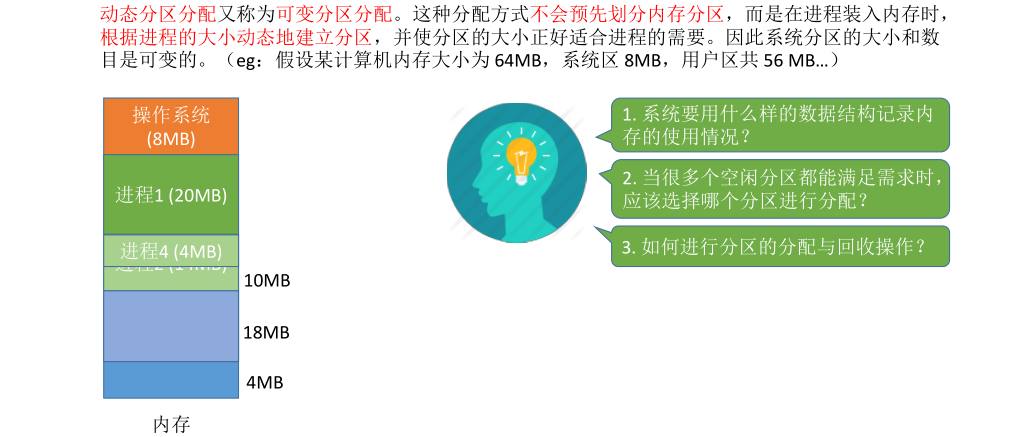 动态分区分配又称为可变分区分配。这种分配方式不会预先划分内存分区，而是在进程装入内存时，
根据进程的大小动态地建立分区，并使分区的大小正好适合进程的需要。因此系统分区的大小和数
目是可变的。（eg：假设某计算机内存大小为 64MB，系统区 8MB，用户区共 56 MB…）
操作系统
(8MB)
进程1 (20MB)
进程4 (4MB)
10MB
18MB
4MB
内存
1. 系统要用什么样的数据结构记录内
存的使用情况？
2. 当很多个空闲分区都能满足需求时，
应该选择哪个分区进行分配？
3. 如何进行分区的分配与回收操作？